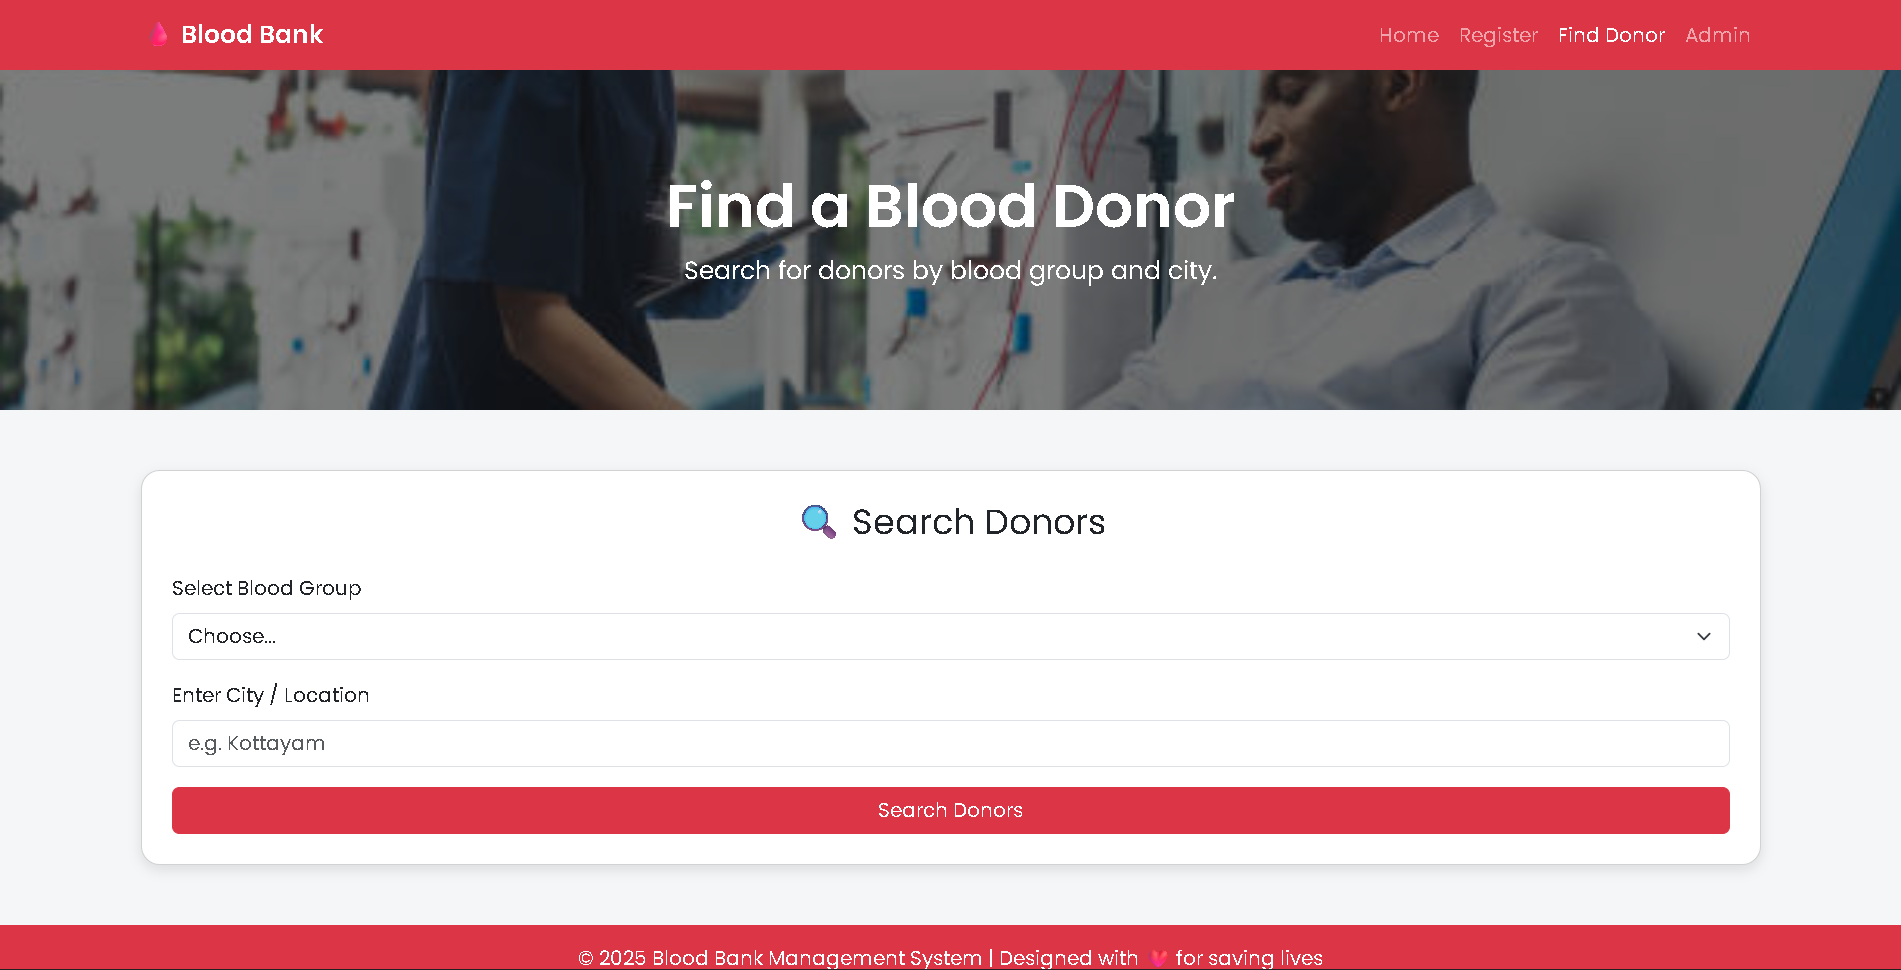 Blood Bank
Home Register Find Donor Admin
Find a Blood Donor
Search for donors by blood group and city.
Search Donors
Select Blood Group
Choose...
Enter City / Location
e.g. Kottayam
Search Donors
© 2025 Blood Bank Management System | Designed with 💗 for saving lives